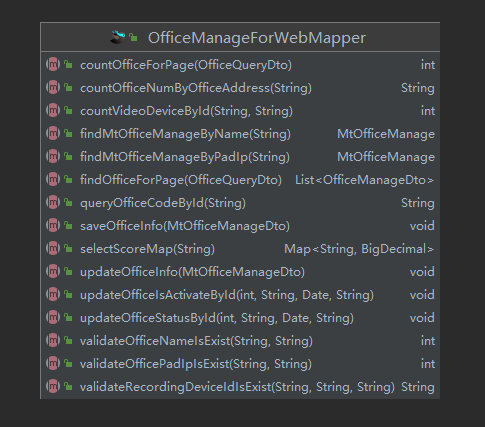 OfficeManageForWebMapper
countOfficeForPage(OfficeQueryDto) int
countOfficeNumByOfficeAddress(String) String
countVideoDeviceById(String, String) int
findMtOfficeManageByName(String) MtOfficeManage
findMtOfficeManageByPadIp(String) MtOfficeManage
findOfficeForPage(OfficeQueryDto) List<OfficeManageDto>
queryOfficeCodeById(String) String
saveOfficeInfo(MtOfficeManageDto) void
selectScoreMap(String) Map<String, BigDecimal>
updateOfficeInfo(MtOfficeManageDto) void
updateOfficeIsActivateById(int, String, Date, String) void
updateOfficeStatusById(int, String, Date, String) void
validateOfficeNameIsExist(String, String) int
validateOfficePadIpIsExist(String, String) int
validateRecordingDeviceIdIsExist(String, String, String) String